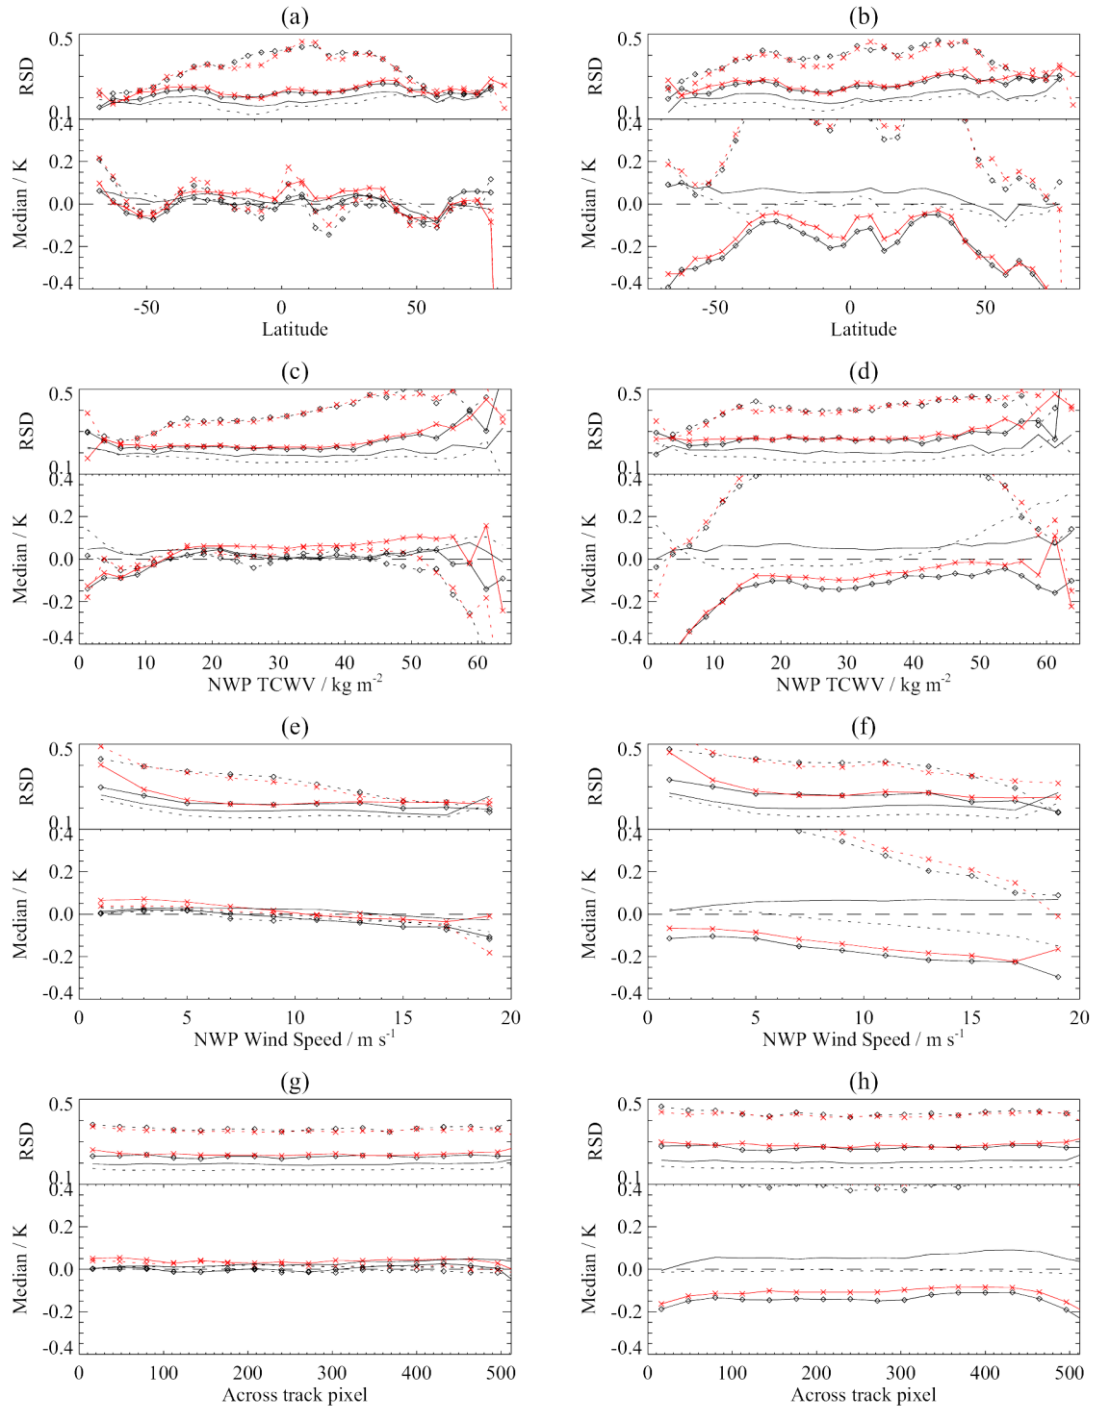 (a) (b)
0.5 0.5
RSD RSD
0.1 0.1
0.4 0.4
0.2 0.2
Median / K Median / K
0.0 0.0
-0.2 -0.2
-0.4 -0.4
-50 0 50 -50 0 50
Latitude Latitude
(c) (d)
0.5 0.5
RSD RSD
0.1 0.1
0.4 0.4
0.2 0.2
Median / K Median / K
0.0 0.0
-0.2 -0.2
-0.4 -0.4
0 10 20 30 40 50 60 0 10 20 30 40 50 60
NWP TCWV / kg m-2 NWP TCWV / kg m-2
(e) (f)
0.5 0.5
RSD RSD
0.1 0.1
0.4 0.4
0.2 0.2
Median / K Median / K
0.0 0.0
-0.2 -0.2
-0.4 -0.4
0 5 10 15 20 0 5 10 15 20
NWP Wind Speed / m s-1 NWP Wind Speed / m s-1
(g) (h)
0.5 0.5
RSD RSD
0.1 0.1
0.4 0.4
0.2 0.2
Median / K Median / K
0.0 0.0
-0.2 -0.2
-0.4 -0.4
0 100 200 300 400 500 0 100 200 300 400 500
Across track pixel Across track pixel